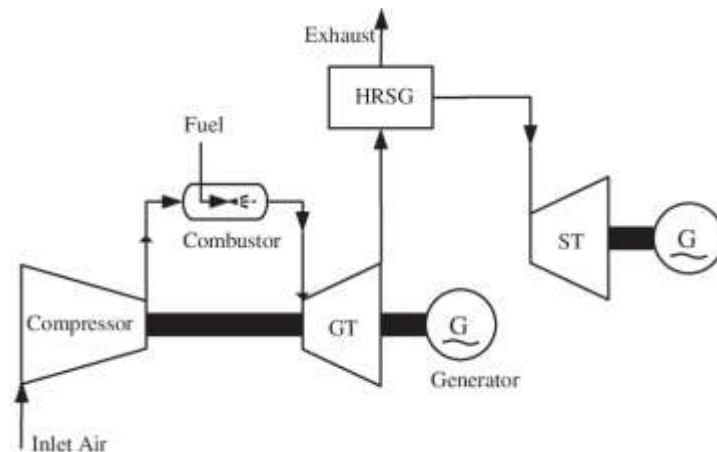 Exhaust
HRSG
Fuel
Combustor
ST
G
Compressor
GT
G
Generator
Inlet Air